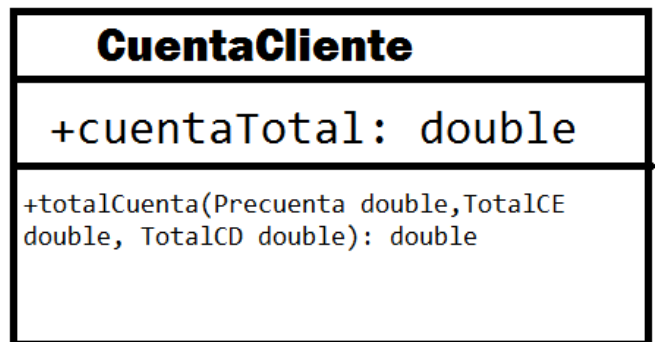 CuentaCliente
+cuentaTotal: double
+totalCuenta(Precuenta double,TotalCE
double, TotalCD double): double